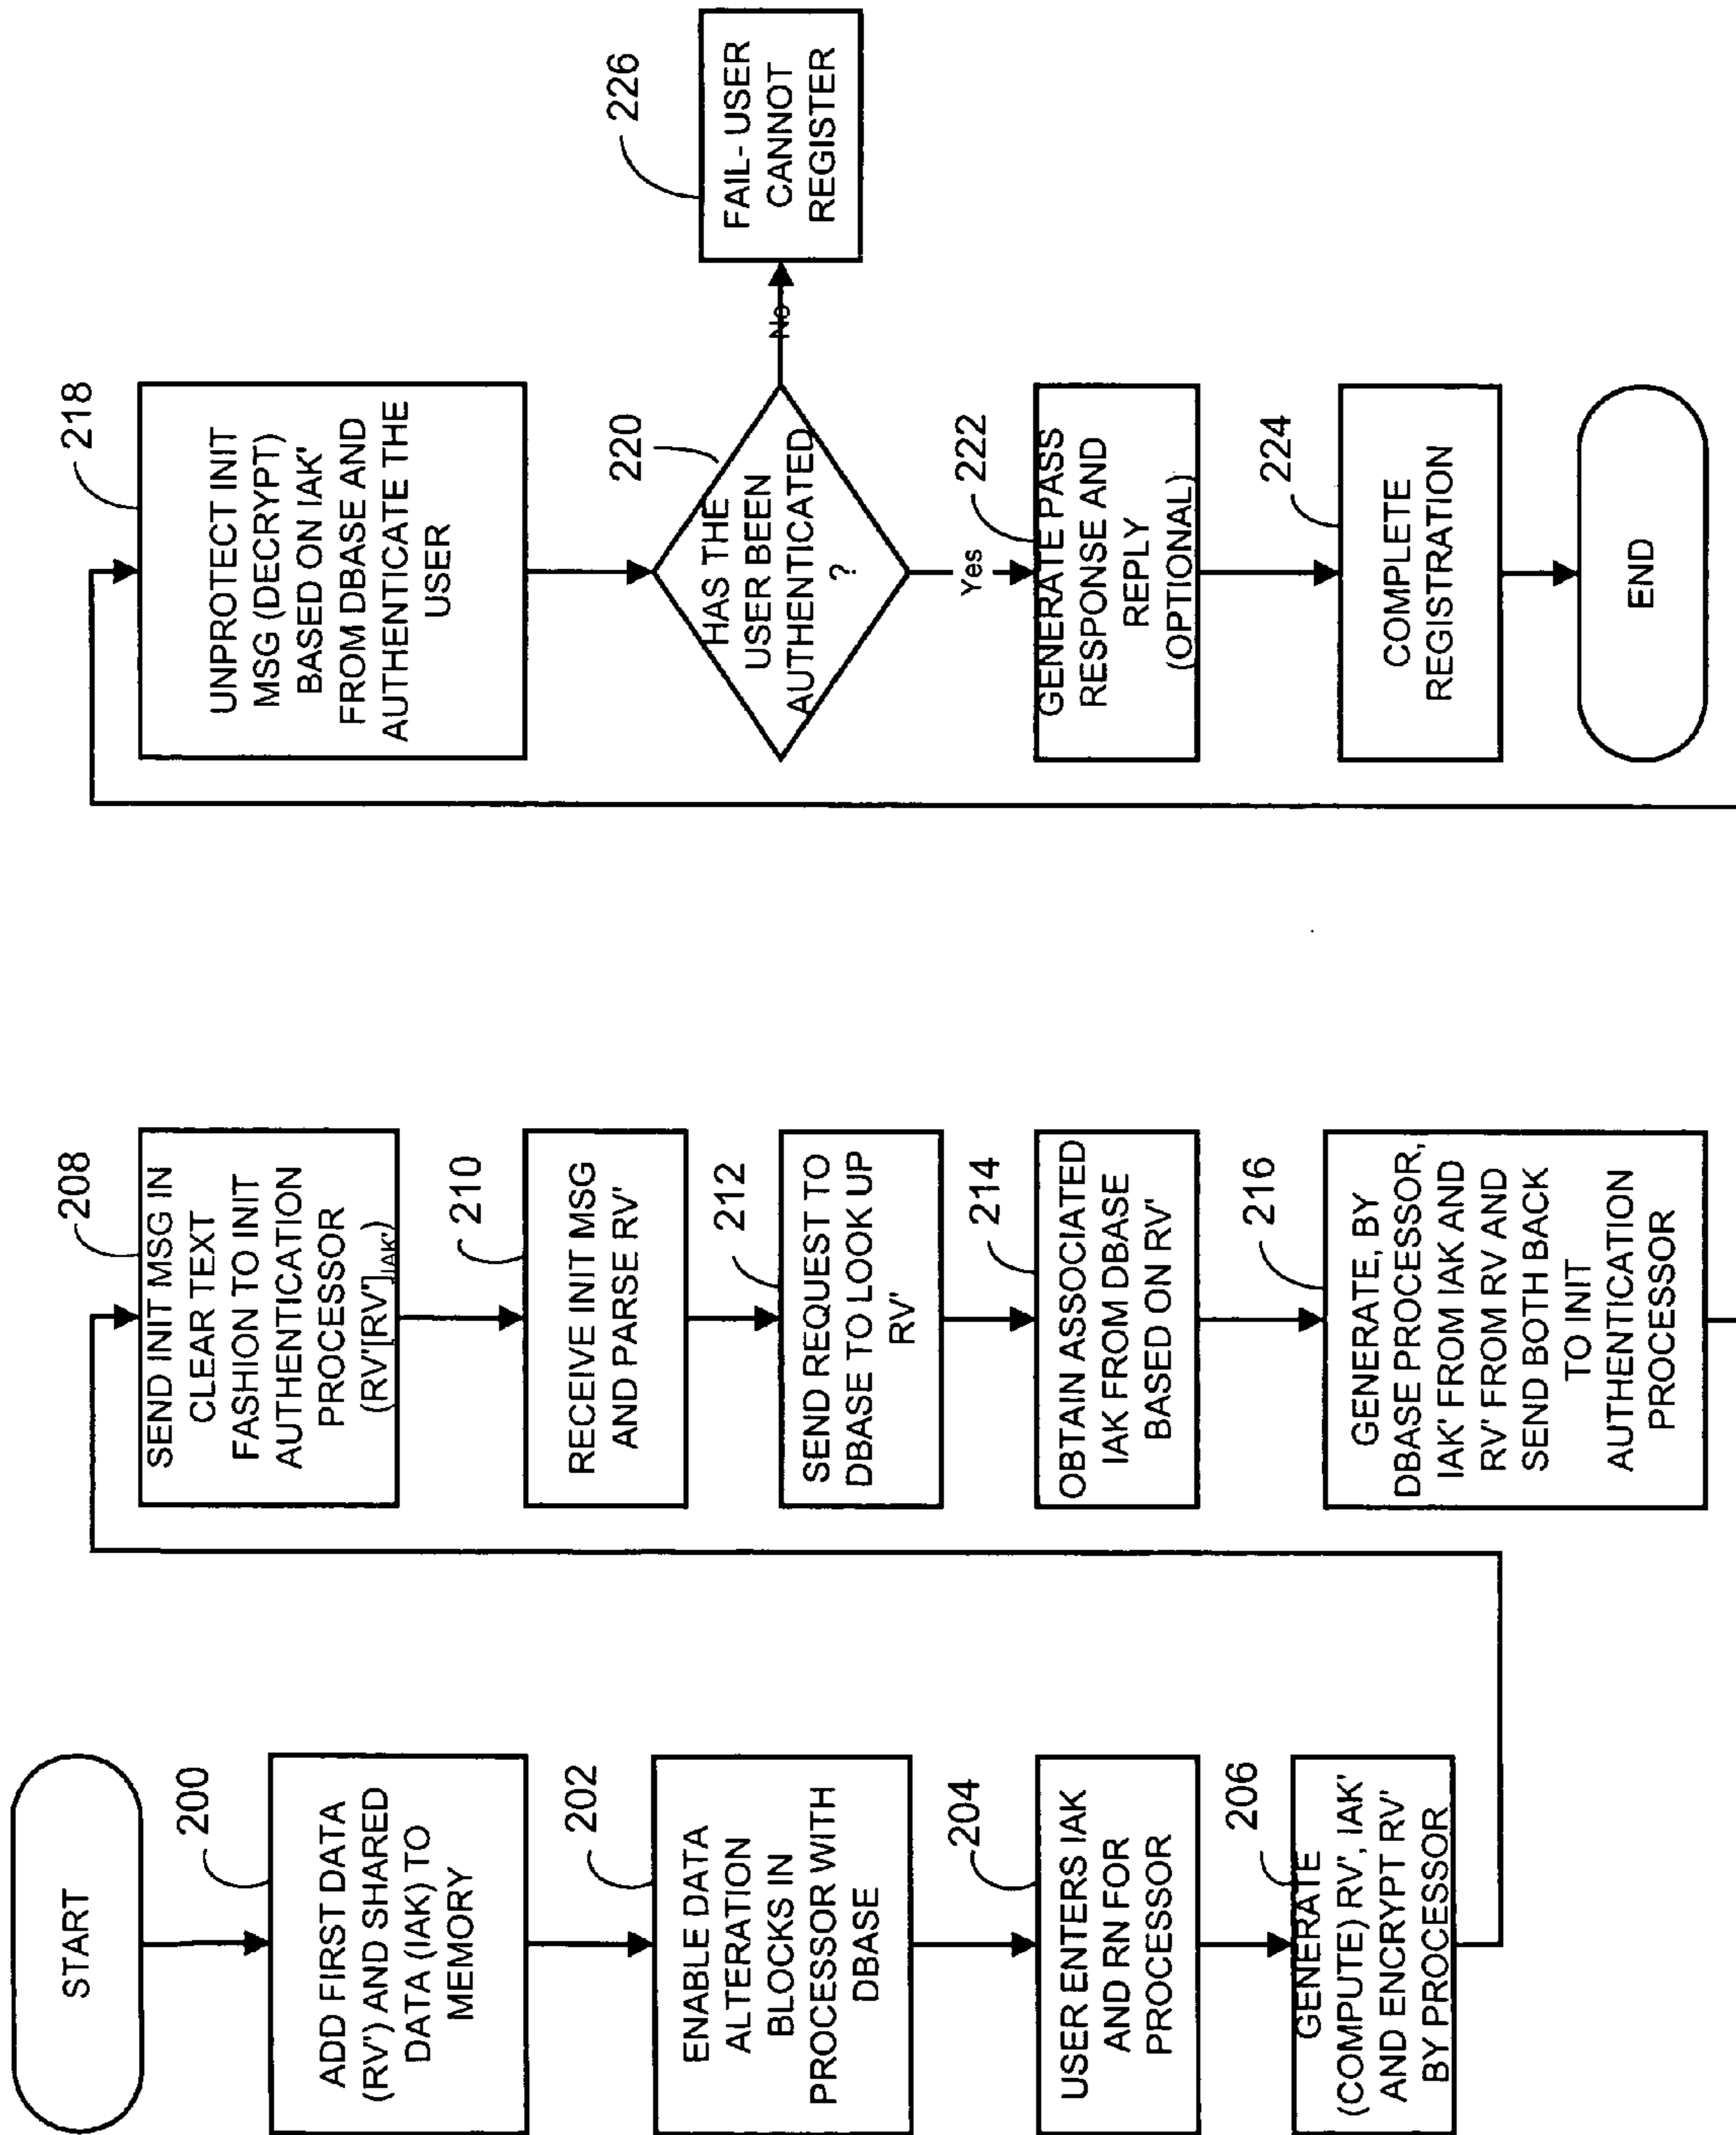 START
200
ADD FIRST DATA
(RV') AND SHARED
DATA (IAK) TO
MEMORY
202
ENABLE DATA
ALTERATION
BLOCKS IN
PROCESSOR WITH
DBASE
204
USER ENTERS IAK
AND RN FOR
PROCESSOR
206
GENERATE
(COMPUTE) RV', IAK'
AND ENCRYPT RV'
BY PROCESSOR
208
SEND INIT MSG IN
CLEAR TEXT
FASHION TO INIT
AUTHENTICATION
PROCESSOR
(RV'[RV']IAK')
210
RECEIVE INIT MSG
AND PARSE RV'
212
SEND REQUEST TO
DBASE TO LOOK UP
RV'
214
OBTAIN ASSOCIATED
IAK FROM DBASE
BASED ON RV'
216
GENERATE, BY
DBASE PROCESSOR,
IAK' FROM IAK AND
RV' FROM RV AND
SEND BOTH BACK
TO INIT
AUTHENTICATION
PROCESSOR
218
UNPROTECT INIT
MSG (DECRYPT)
BASED ON IAK'
FROM DBASE AND
AUTHENTICATE THE
USER
220
HAS THE
USER BEEN
AUTHENTICATED
?
No
226
FAIL- USER
CANNOT
REGISTER
Yes
222
GENERATE PASS
RESPONSE AND
REPLY
(OPTIONAL)
224
COMPLETE
REGISTRATION
END